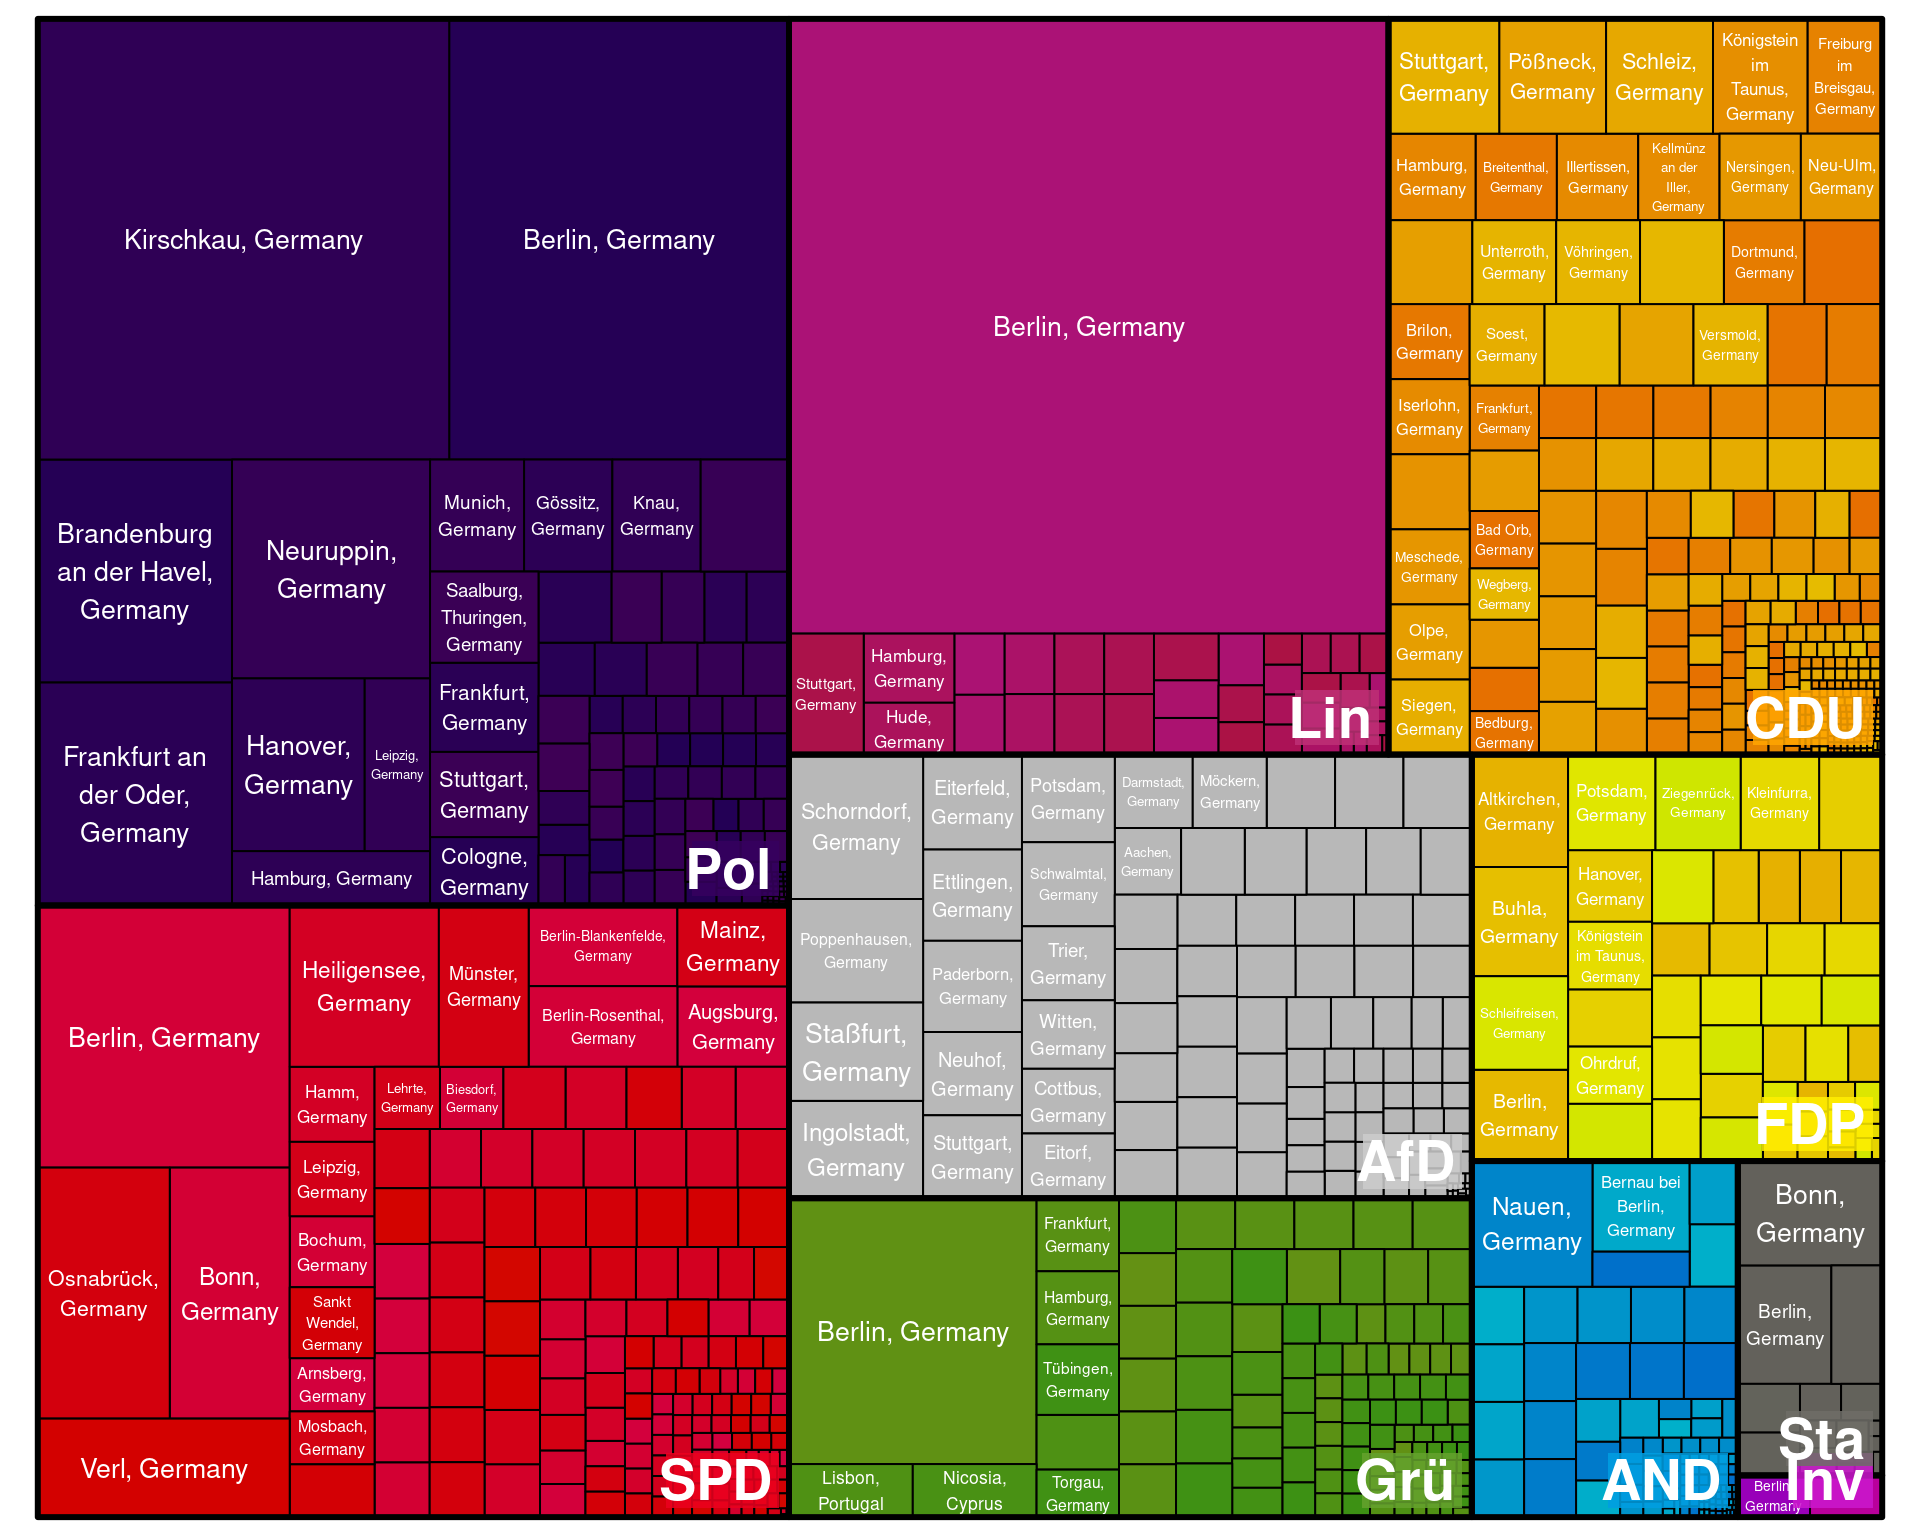 Kirschkau, Germany
Berlin, Germany
Brandenburg
an der Havel,
Germany
Neuruppin,
Germany
Munich,
Germany
Gössitz,
Germany
Knau,
Germany
Saalburg,
Thuringen,
Germany
Frankfurt an
der Oder,
Germany
Hanover,
Germany
Leipzig,
Germany
Frankfurt,
Germany
Stuttgart,
Germany
Hamburg, Germany
Cologne,
Germany
Pol
Berlin, Germany
Stuttgart,
Germany
Hamburg,
Germany
Hude,
Germany
Lin
Stuttgart,
Germany
Pößneck,
Germany
Schleiz,
Germany
Königstein
im
Taunus,
Germany
Freiburg
im
Breisgau,
Germany
Hamburg,
Germany
Breitenthal,
Germany
Illertissen,
Germany
Kellmünz
an der
Iller,
Germany
Nersingen,
Germany
Neu-Ulm,
Germany
Unterroth,
Germany
Vöhringen,
Germany
Dortmund,
Germany
Brilon,
Germany
Soest,
Germany
Versmold,
Germany
Iserlohn,
Germany
Frankfurt,
Germany
Bad Orb,
Germany
Meschede,
Germany
Wegberg,
Germany
Olpe,
Germany
Siegen,
Germany
Bedburg,
Germany
CDU
Berlin, Germany
Heiligensee,
Germany
Münster,
Germany
Berlin-Blankenfelde,
Germany
Mainz,
Germany
Berlin-Rosenthal,
Germany
Augsburg,
Germany
Hamm,
Germany
Lehrte,
Germany
Biesdorf,
Germany
Leipzig,
Germany
Osnabrück,
Germany
Bonn,
Germany
Bochum,
Germany
Sankt
Wendel,
Germany
Arnsberg,
Germany
Mosbach,
Germany
Verl, Germany
SPD
Schorndorf,
Germany
Eiterfeld,
Germany
Potsdam,
Germany
Darmstadt,
Germany
Möckern,
Germany
Aachen,
Germany
Ettlingen,
Germany
Schwalmtal,
Germany
Poppenhausen,
Germany
Paderborn,
Germany
Trier,
Germany
Staßfurt,
Germany
Witten,
Germany
Neuhof,
Germany
Cottbus,
Germany
Ingolstadt,
Germany
Stuttgart,
Germany
Eitorf,
Germany
AfD
Altkirchen,
Germany
Potsdam,
Germany
Ziegenrück,
Germany
Kleinfurra,
Germany
Buhla,
Germany
Hanover,
Germany
Königstein
im Taunus,
Germany
Schleifreisen,
Germany
Ohrdruf,
Germany
Berlin,
Germany
FDP
Berlin, Germany
Frankfurt,
Germany
Hamburg,
Germany
Tübingen,
Germany
Lisbon,
Portugal
Nicosia,
Cyprus
Torgau,
Germany
Grü
Nauen,
Germany
Bernau bei
Berlin,
Germany
AND
Bonn,
Germany
Berlin,
Germany
Sta
Berlin,
Germany
Inv